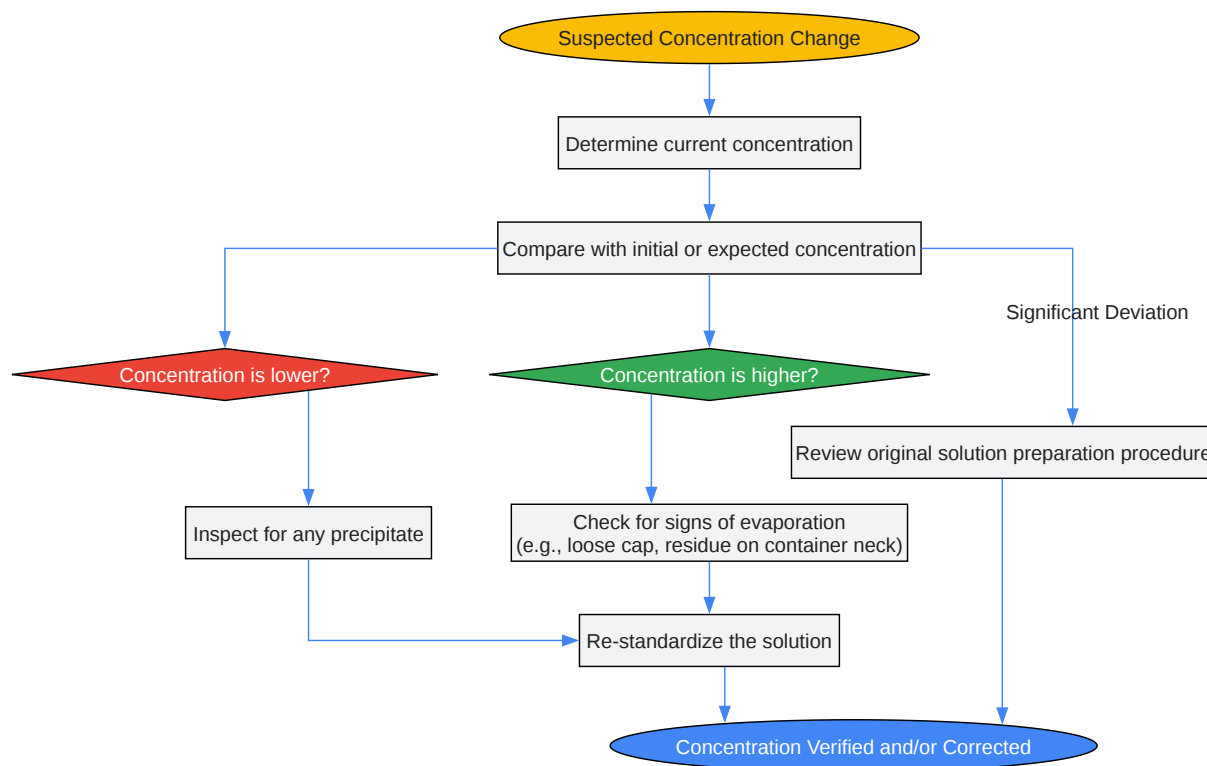 Suspected Concentration Change
Determine current concentration
Compare with initial or expected concentration
Significant Deviation
Concentration is lower?
Concentration is higher?
Review original solution preparation procedure
Inspect for any precipitate
Check for signs of evaporation
(e.g., loose cap, residue on container neck)
Re-standardize the solution
Concentration Verified and/or Corrected